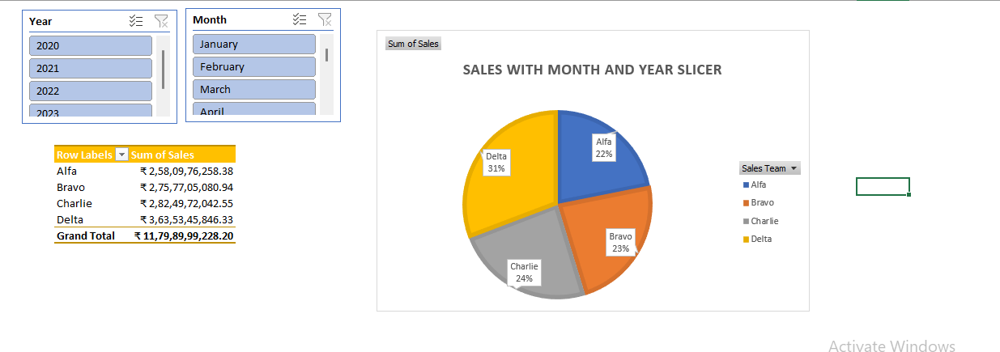 Year
2020
2021
2022
2023
Month
January
February
March
April
Row Labels Sum of Sales
Alfa ₹ 2,58,09,76,258.38
Bravo ₹ 2,75,77,05,080.94
Charlie ₹ 2,82,49,72,042.55
Delta ₹ 3,63,53,45,846.33
Grand Total ₹ 11,79,89,99,228.20
Sum of Sales
SALES WITH MONTH AND YEAR SLICER
Alfa
22%
Delta
31%
Bravo
23%
Charlie
24%
Sales Team
Alfa
Bravo
Charlie
Delta
Activate Windows